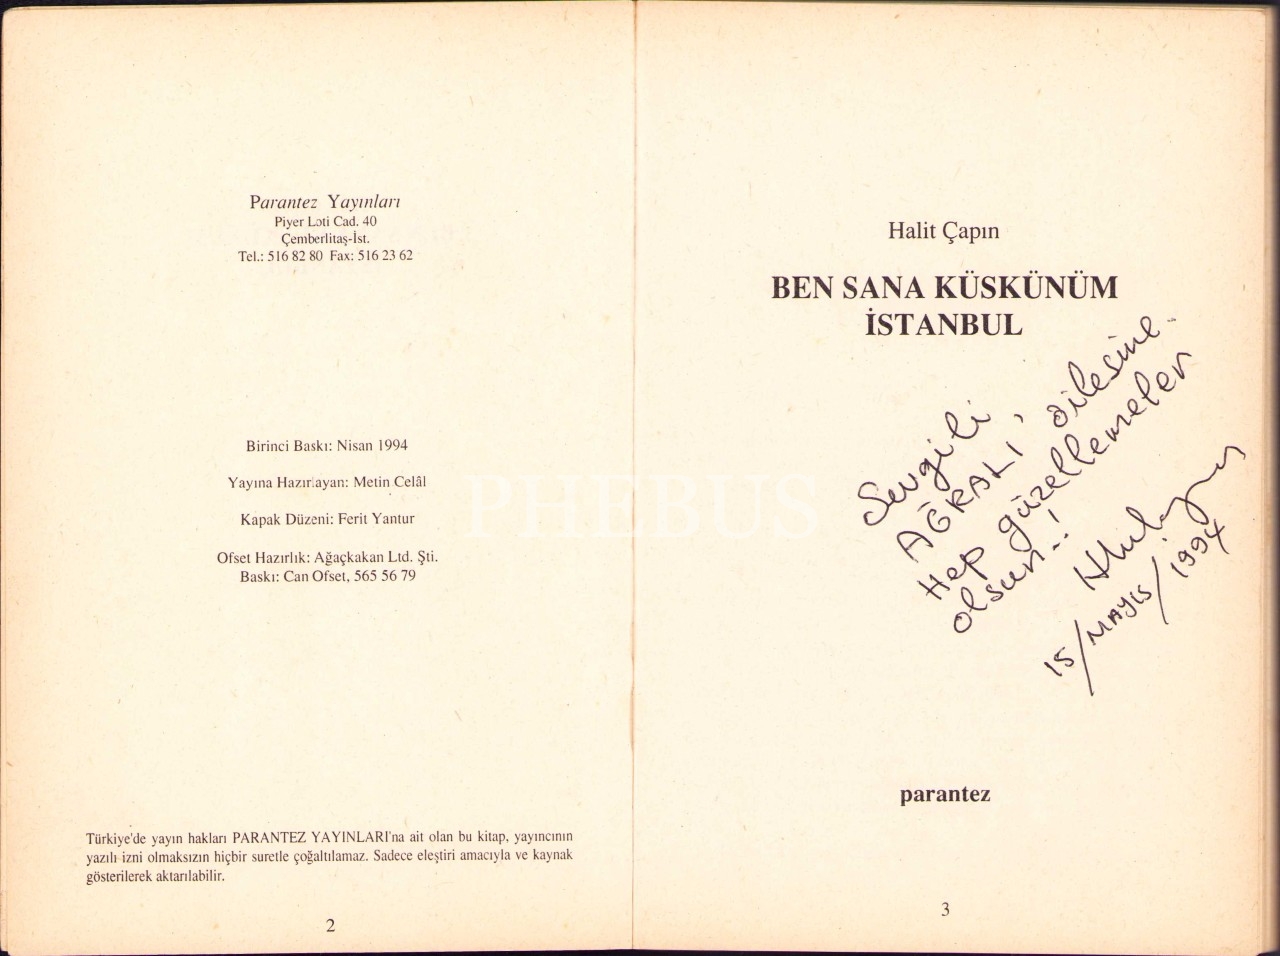 Parantez Yayınları
Piyer Loti Cad. 40
Çemberlitaş-İst.
Tel.: 516 82 80 Fax: 516 23 62
Birinci Baskı: Nisan 1994
Yayına Hazırlayan: Metin Celâl
Kapak Düzeni: Ferit Yantur
Ofset Hazırlık: Ağaçkakan Ltd. Şti.
Baskı: Can Ofset, 565 56 79
Türkiye'de yayın hakları PARANTEZ YAYINLARI'na ait olan bu kitap, yayıncının
yazılı izni olmaksızın hiçbir suretle çoğaltılamaz. Sadece eleştiri amacıyla ve kaynak
gösterilerek aktarılabilir.
2
PHEBUS
Halit Çapın
BEN SANA KÜSKÜNÜM
İSTANBUL
Sevgili
AĞRALI, ailesine
Hep güzellemeler
olsun..!
15/MAYIS/1994
parantez
3